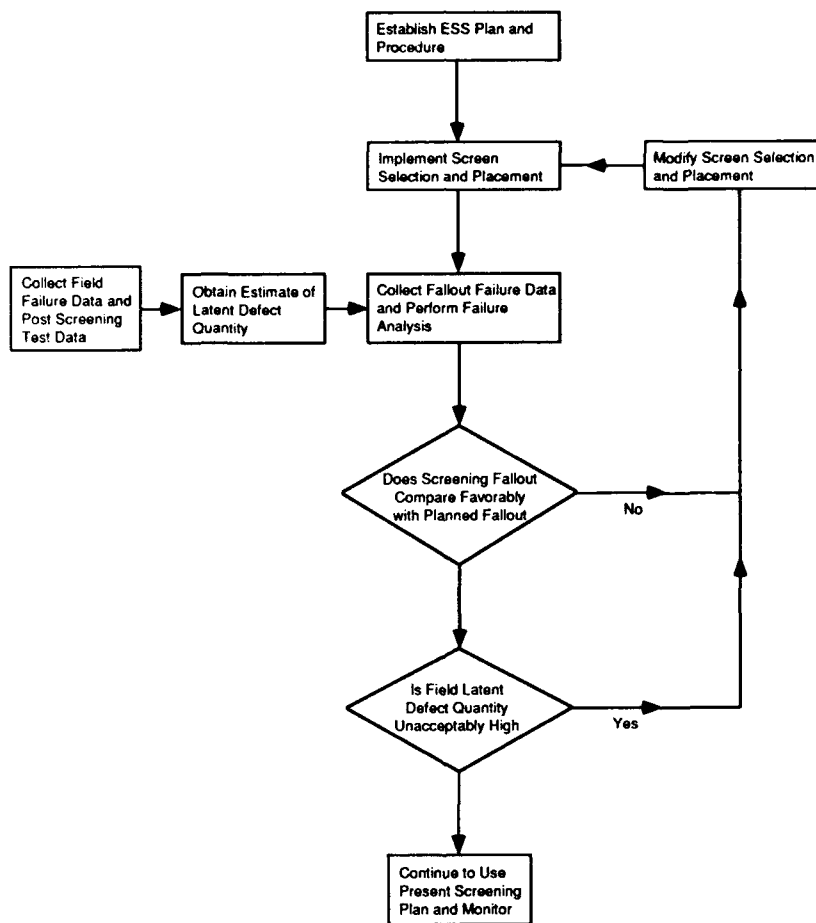 Establish ESS Plan and
Procedure
Implement Screen
Selection and Placement
Modify Screen Selection
and Placement
Collect Field
Failure Data and
Post Screening
Test Data
Obtain Estimate of
Latent Defect
Quantity
Collect Fallout Failure Data
and Perform Failure
Analysis
Does Screening Fallout
Compare Favorably
with Planned Fallout
No
Is Field Latent
Defect Quantity
Unacceptably High
Yes
Continue to Use
Present Screening
Plan and Monitor